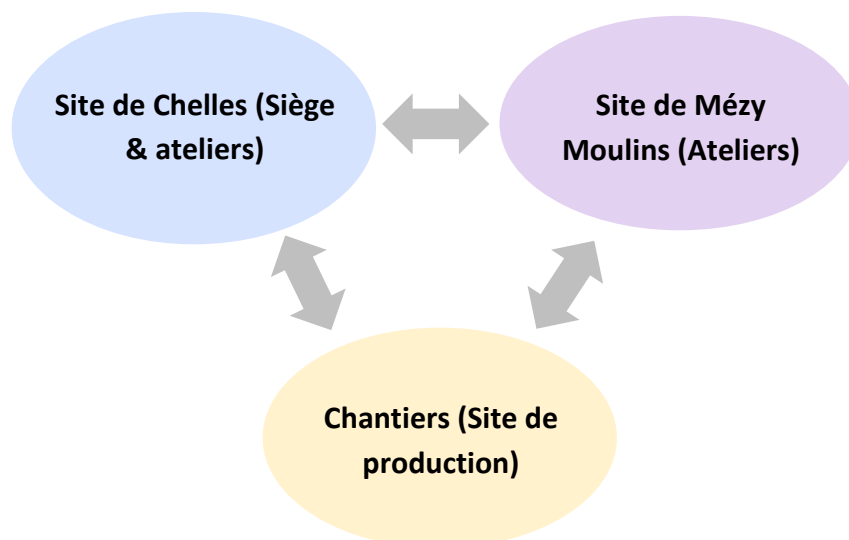 Site de Chelles (Siège
& ateliers)
Site de Mézy
Moulins (Ateliers)
Chantiers (Site de
production)